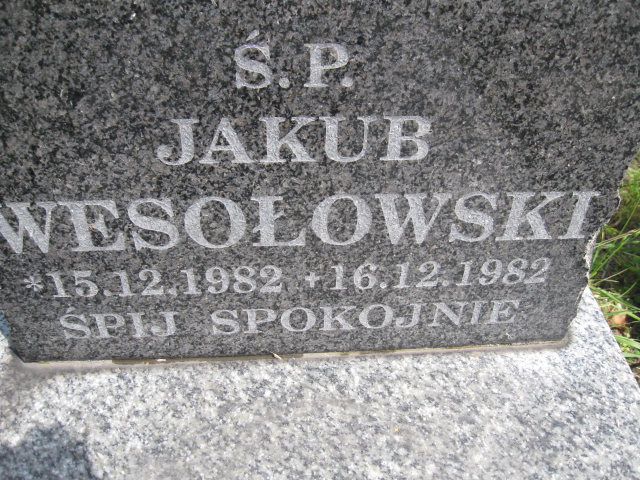 Ś.P.
JAKUB
WESOŁOWSKI
*15.12.1982 +16.12.1982
ŚPIJ SPOKOJNIE